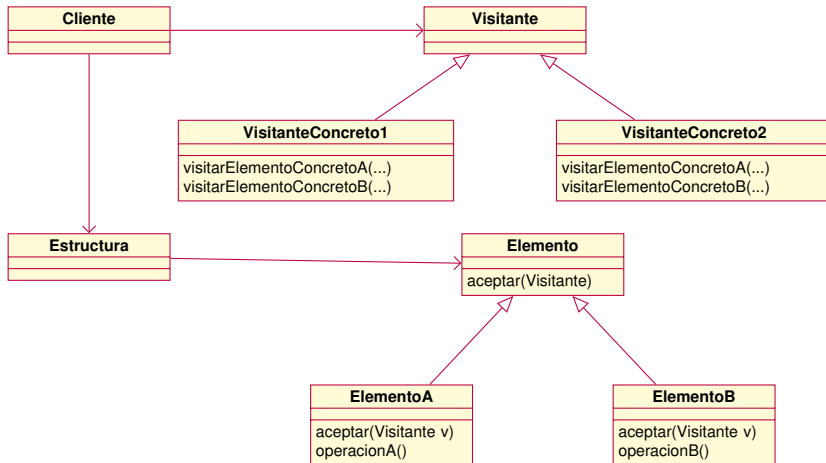 Cliente
Visitante
VisitanteConcreto1
visitarElementoConcretoA(...)
visitarElementoConcretoB(...)
VisitanteConcreto2
visitarElementoConcretoA(...)
visitarElementoConcretoB(...)
Estructura
Elemento
aceptar(Visitante)
ElementoA
aceptar(Visitante v)
operacionA()
ElementoB
aceptar(Visitante v)
operacionB()